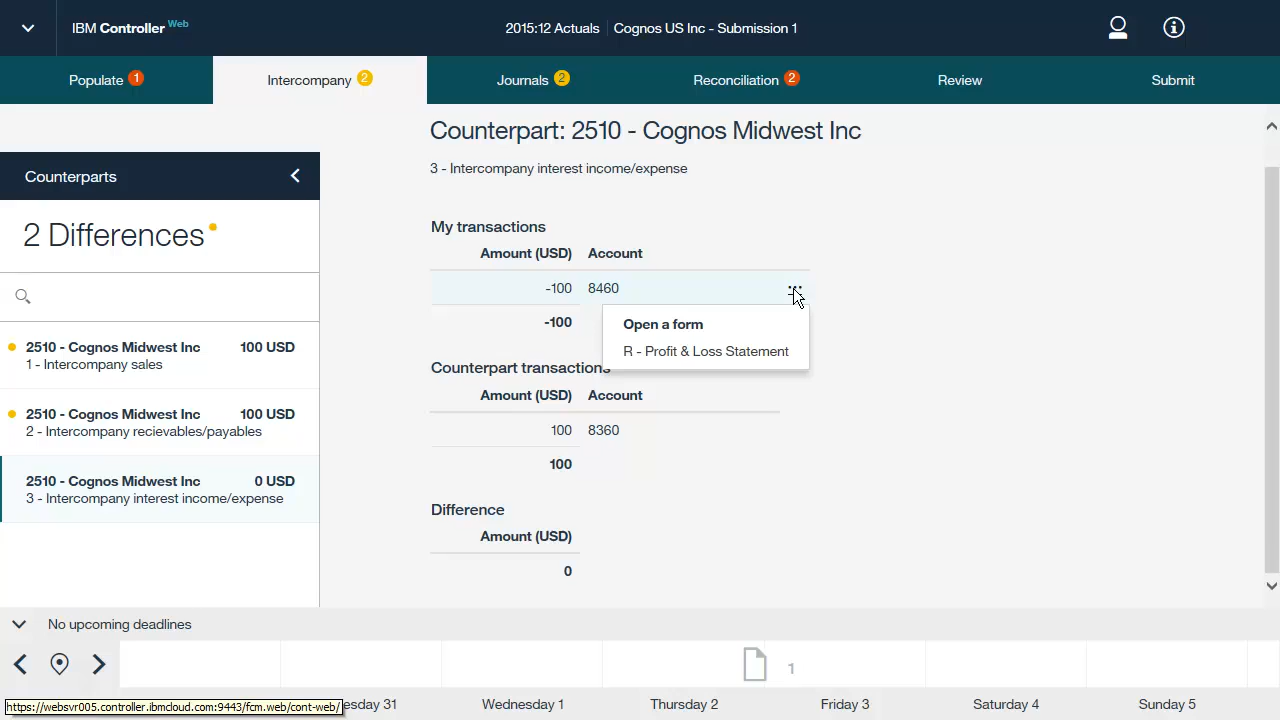 IBM Controller Web
2015:12 Actuals
Cognos US Inc - Submission 1
Populate 1
Intercompany 2
Journals 2
Reconciliation 2
Review
Submit
Counterparts
2 Differences
2510 - Cognos Midwest Inc 100 USD
1 - Intercompany sales
2510 - Cognos Midwest Inc 100 USD
2 - Intercompany recievables/payables
2510 - Cognos Midwest Inc 0 USD
3 - Intercompany interest income/expense
Counterpart: 2510 - Cognos Midwest Inc
3 - Intercompany interest income/expense
My transactions
Amount (USD) Account
-100 8460
-100
Open a form
R - Profit & Loss Statement
Counterpart transactions
Amount (USD) Account
100 8360
100
Difference
Amount (USD)
0
No upcoming deadlines
1
https://websvr005.controller.ibmcloud.com:9443/fcm.web/cont-web/
esday 31
Wednesday 1
Thursday 2
Friday 3
Saturday 4
Sunday 5